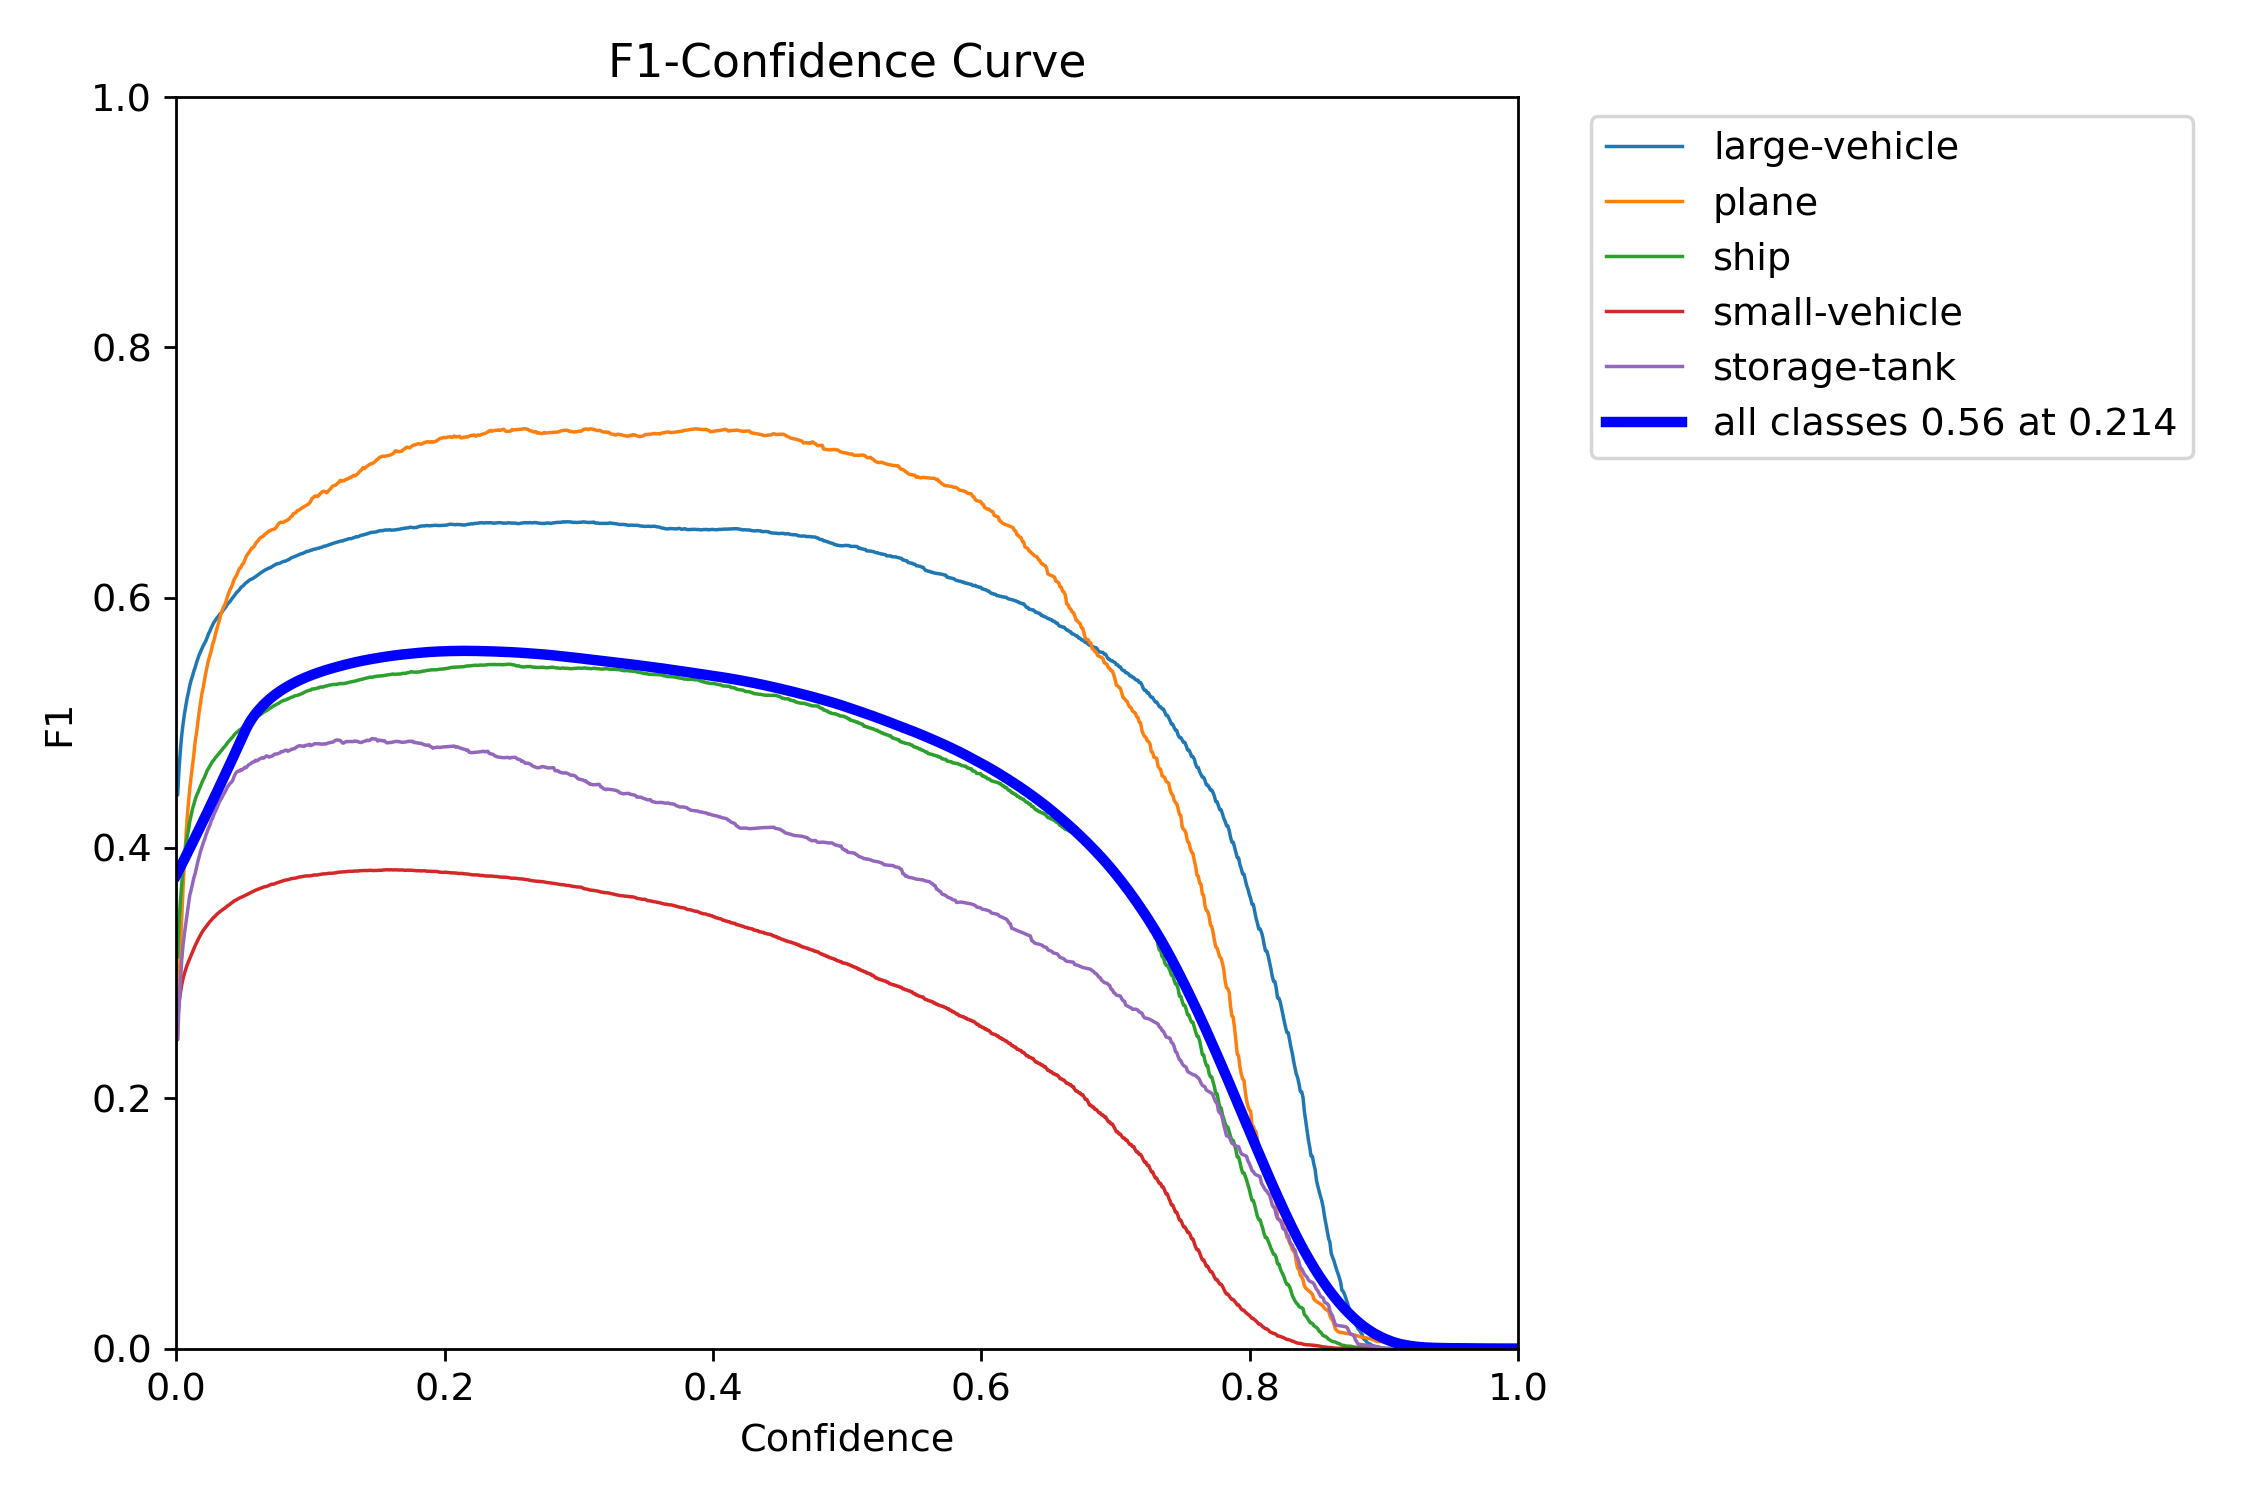 F1-Confidence Curve
1.0
0.8
0.6
0.4
0.2
0.0
F1
0.0 0.2 0.4 0.6 0.8 1.0
Confidence
large-vehicle
plane
ship
small-vehicle
storage-tank
all classes 0.56 at 0.214